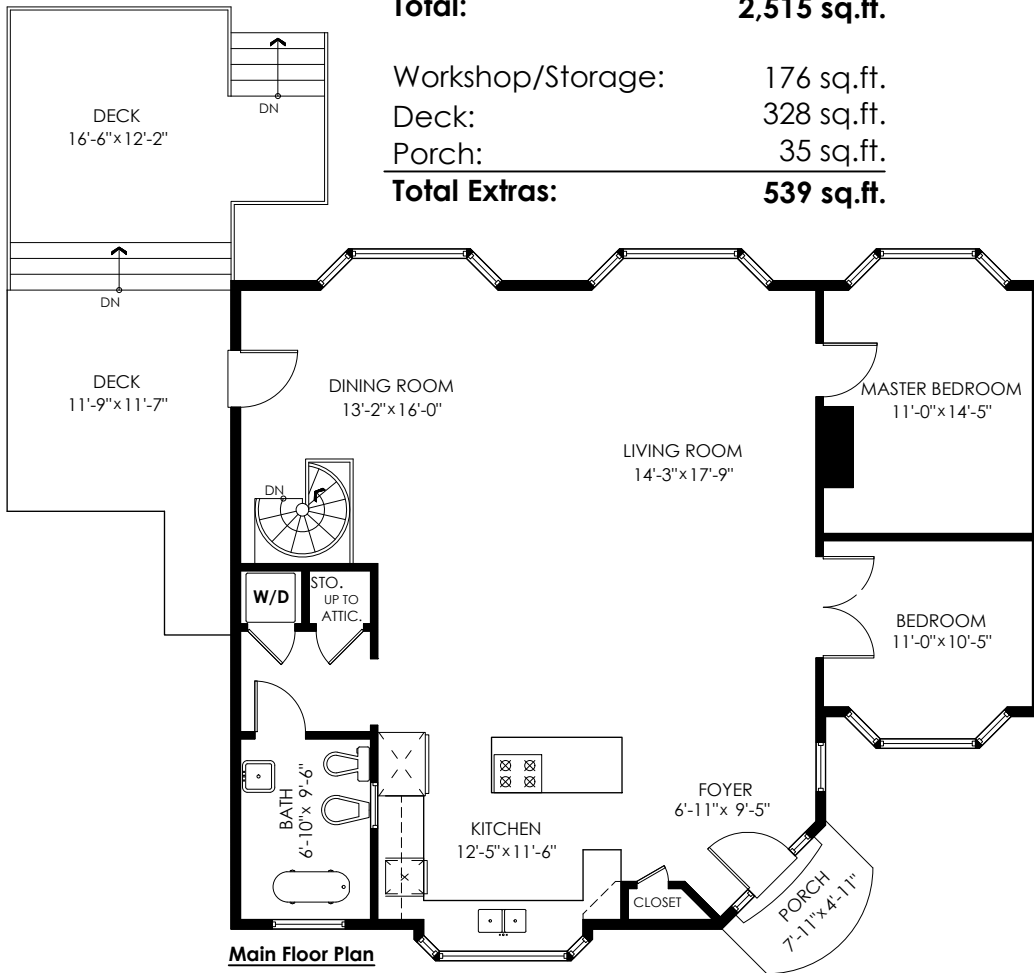 Total: 2,515 sq.ft.
Workshop/Storage: 176 sq.ft.
Deck: 328 sq.ft.
Porch: 35 sq.ft.
Total Extras: 539 sq.ft.
DECK
16'-6"x12'-2"
DN
DN
DECK
11'-9"x11'-7"
DINING ROOM
13'-2"x16'-0"
MASTER BEDROOM
11'-0"x14'-5"
LIVING ROOM
14'-3"x17'-9"
DN
W/D
STO.
UP TO
ATTIC.
BEDROOM
11'-0"x10'-5"
BATH
6'-10"x 9'-6"
FOYER
6'-11"x 9'-5"
KITCHEN
12'-5"x11'-6"
CLOSET
PORCH
7'-11"x4'-11"
Main Floor Plan